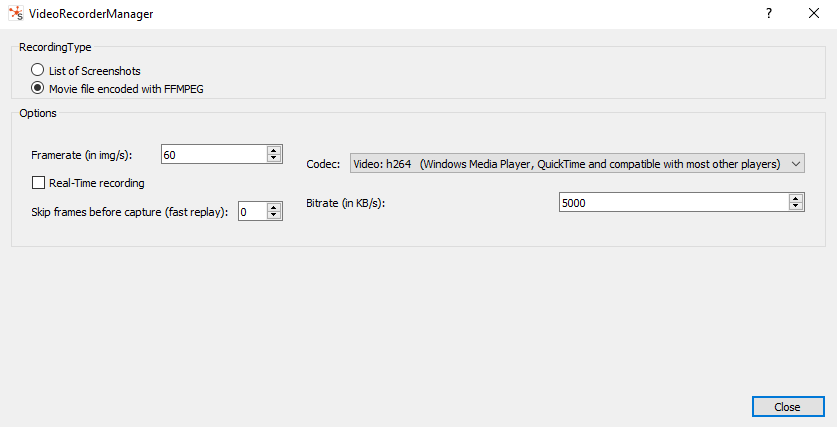 VideoRecorderManager
?
RecordingType
List of Screenshots
Movie file encoded with FFMPEG
Options
Framerate (in img/s): 60
Real-Time recording
Skip frames before capture (fast replay): 0
Codec: Video: h264 (Windows Media Player, QuickTime and compatible with most other players)
Bitrate (in KB/s): 5000
Close